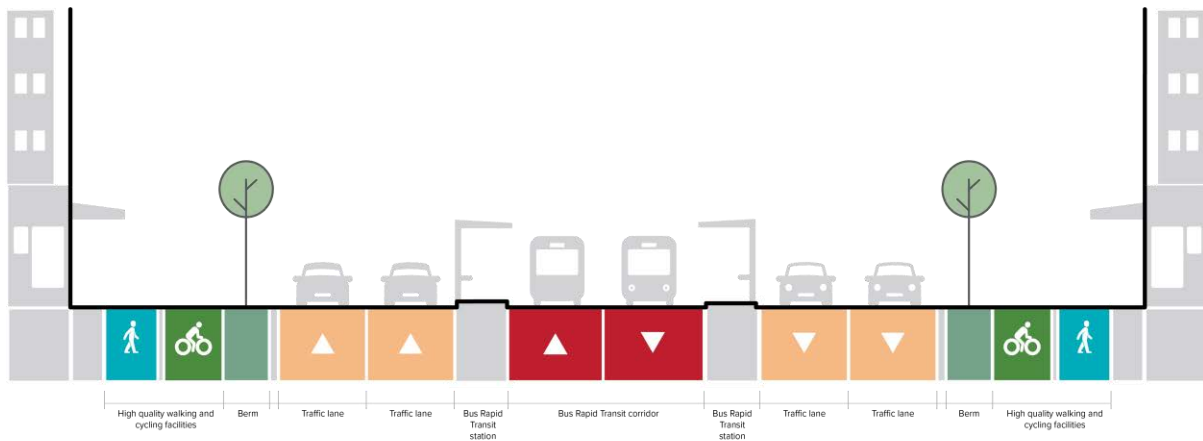 High quality walking and
cycling facilities
Berm
Traffic lane
Traffic lane
Bus Rapid
Transit
station
Bus Rapid Transit corridor
Bus Rapid
Transit
station
Traffic lane
Traffic lane
Berm
High quality walking and
cycling facilities